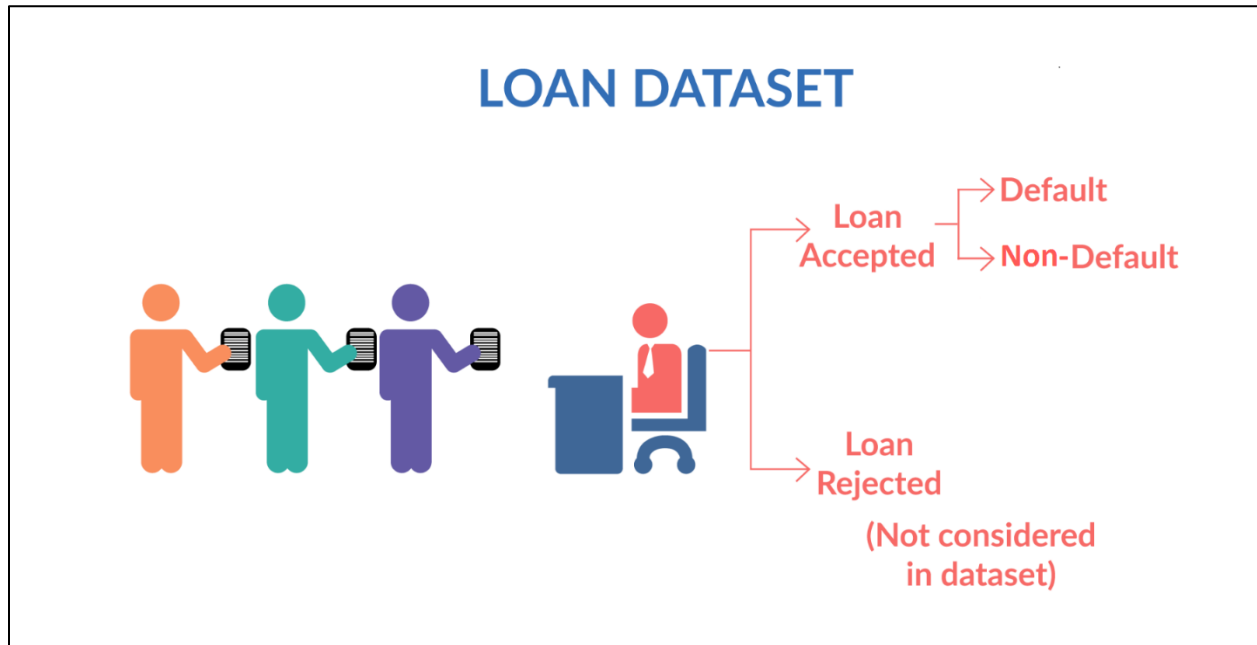 LOAN DATASET
Default
Loan
Accepted
Non-Default
Loan
Rejected
(Not considered
in dataset)